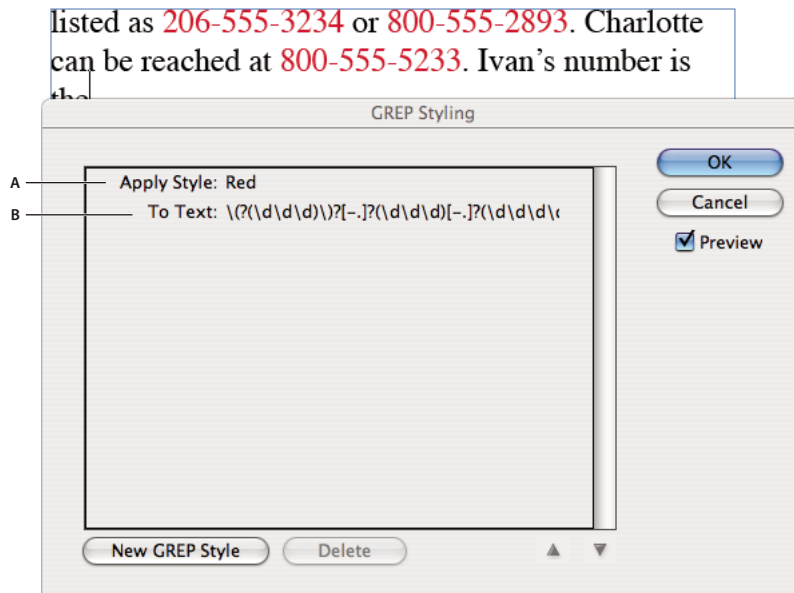 listed as 206-555-3234 or 800-555-2893. Charlotte
can be reached at 800-555-5233. Ivan’s number is
the
GREP Styling
A
Apply Style: Red
B
To Text: \(?(\d\d\d)\)?[-.]?(\d\d\d)[-.]?(\d\d\d\
OK
Cancel
Preview
New GREP Style
Delete